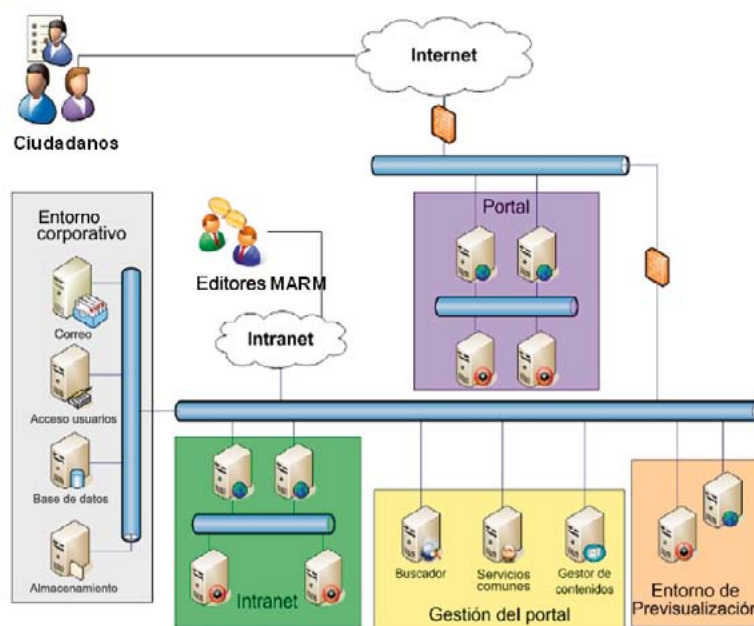 Internet
Ciudadanos
Portal
Entorno
corporativo
Editores MARM
Correo
Intranet
Acceso usuarios
Base de datos
Buscador
Servicios
comunes
Gestor de
contenidos
Almacenamiento
Intranet
Gestión del portal
Entorno de
Previsualización